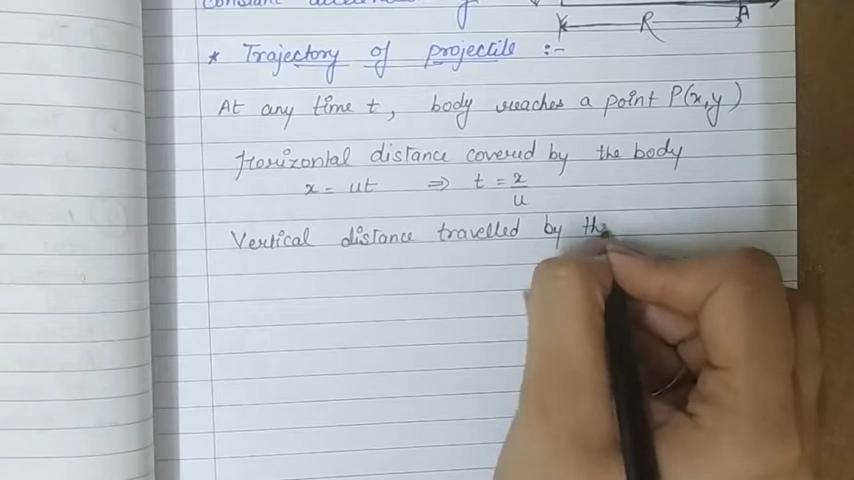 R
A
* Trajectory of projectile :-
At any time t, body reaches a point P(x,y)
Horizontal distance covered by the body
x = ut ⇒ t = x/u
Vertical distance travelled by th